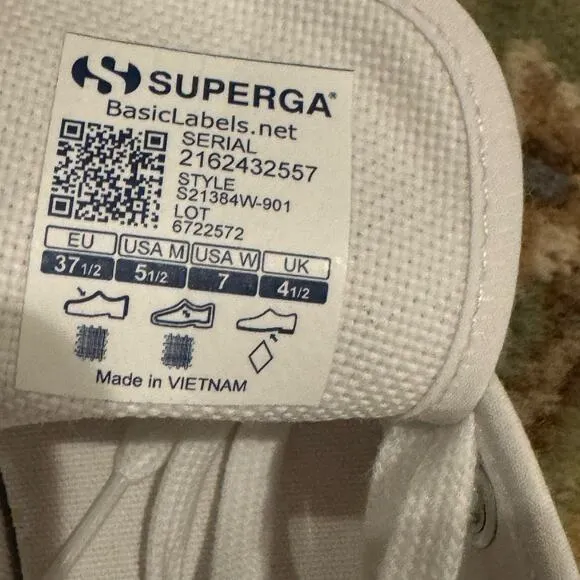 SUPERGA®
BasicLabels.net
SERIAL
2162432557
STYLE
S21384W-901
LOT
6722572
EU USA M USA W UK
37 1/2 5 1/2 7 4 1/2
Made in VIETNAM